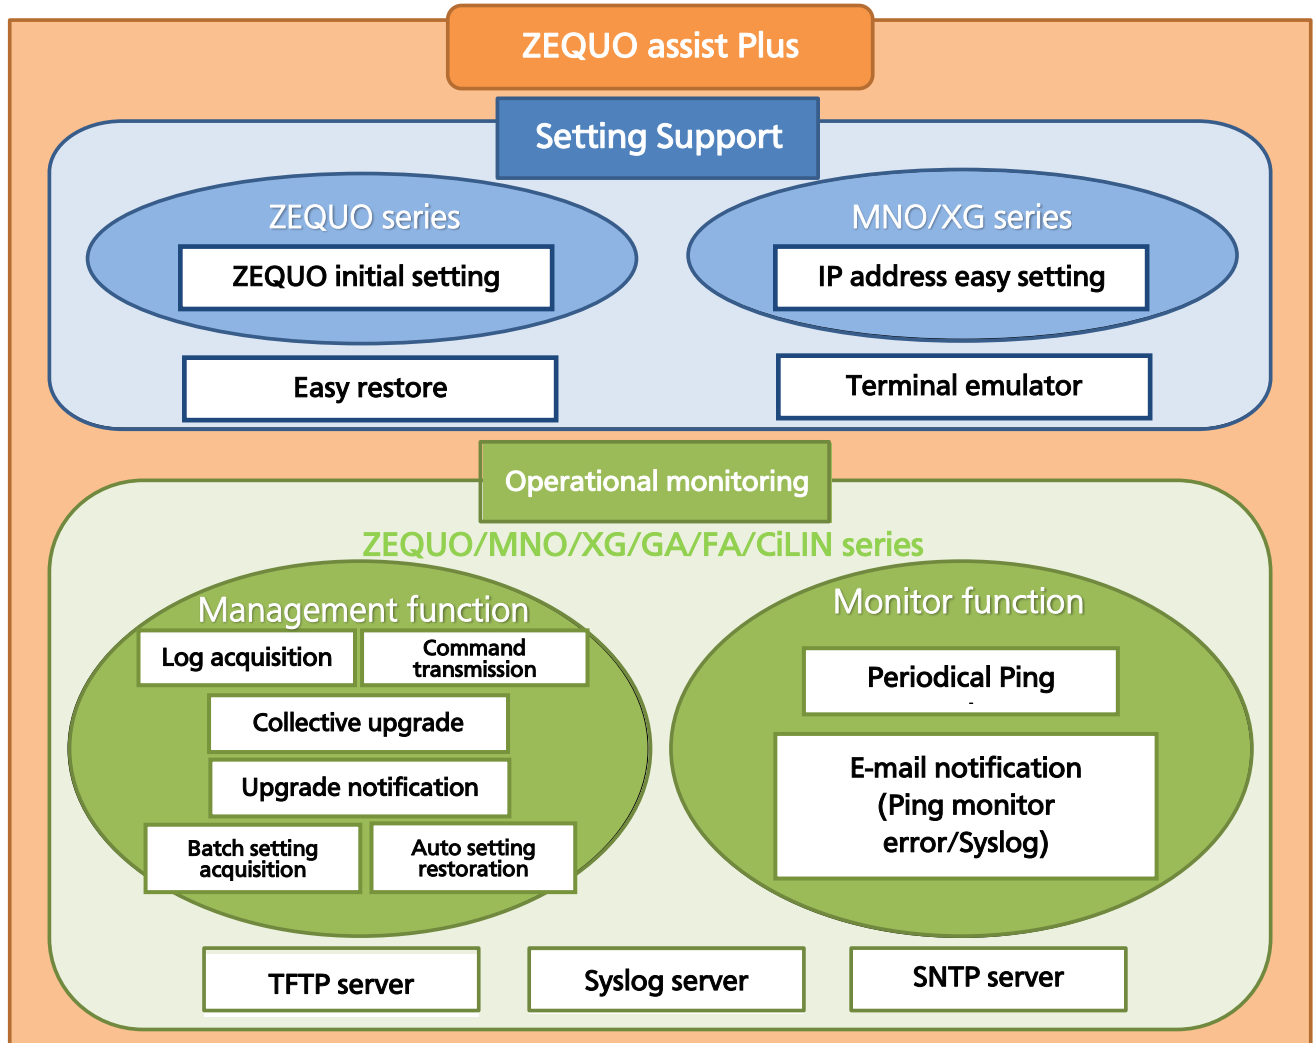 ZEQUO assist Plus
Setting Support
ZEQUO series
ZEQUO initial setting
Easy restore
MNO/XG series
IP address easy setting
Terminal emulator
Operational monitoring
ZEQUO/MNO/XG/GA/FA/CiLIN series
Management function
Log acquisition
Command
transmission
Collective upgrade
Upgrade notification
Batch setting
acquisition
Auto setting
restoration
Monitor function
Periodical Ping
E-mail notification
(Ping monitor
error/Syslog)
TFTP server
Syslog server
SNTP server